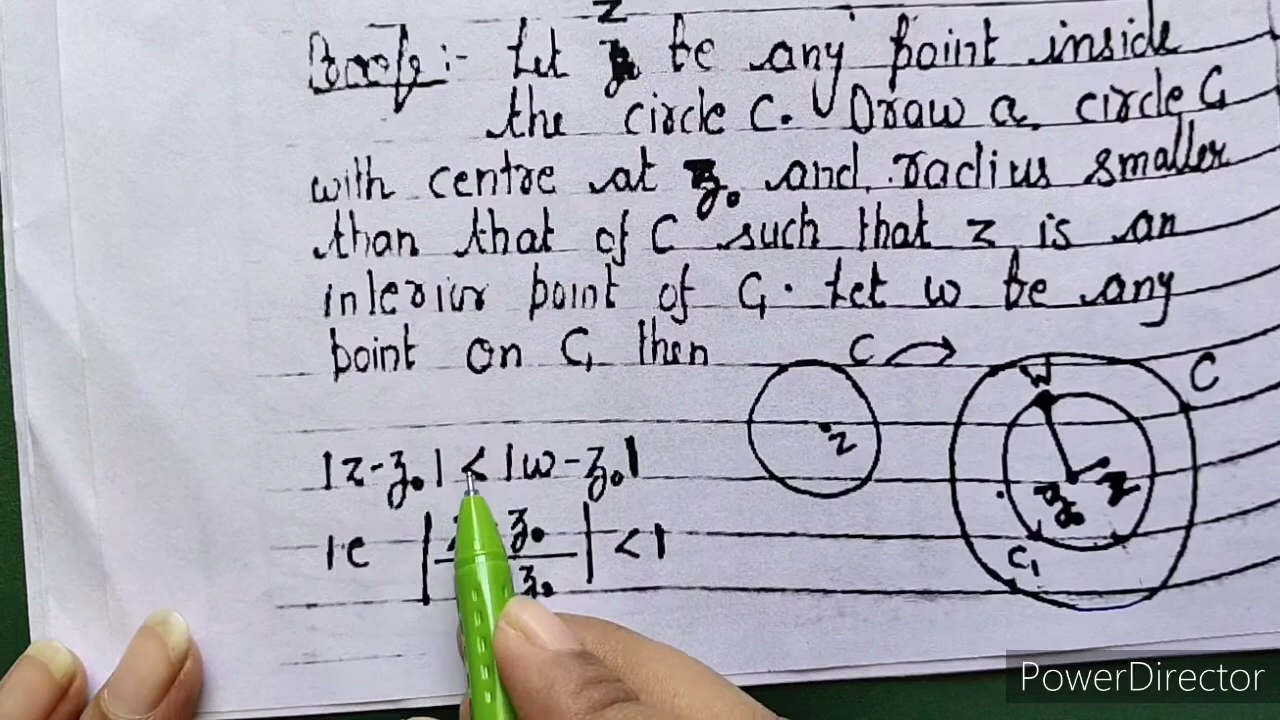 z
Proof :- Let z be any point inside
the circle C. Draw a circle C₁
with centre at z₀ and radius smaller
than that of C such that z is an
interior point of C₁. Let w be any
point on C₁ then
C
W
C
z
|z-z₀| < |w-z₀|
z₀
z
ie | z₀ / z₀ | < 1
C₁
PowerDirector